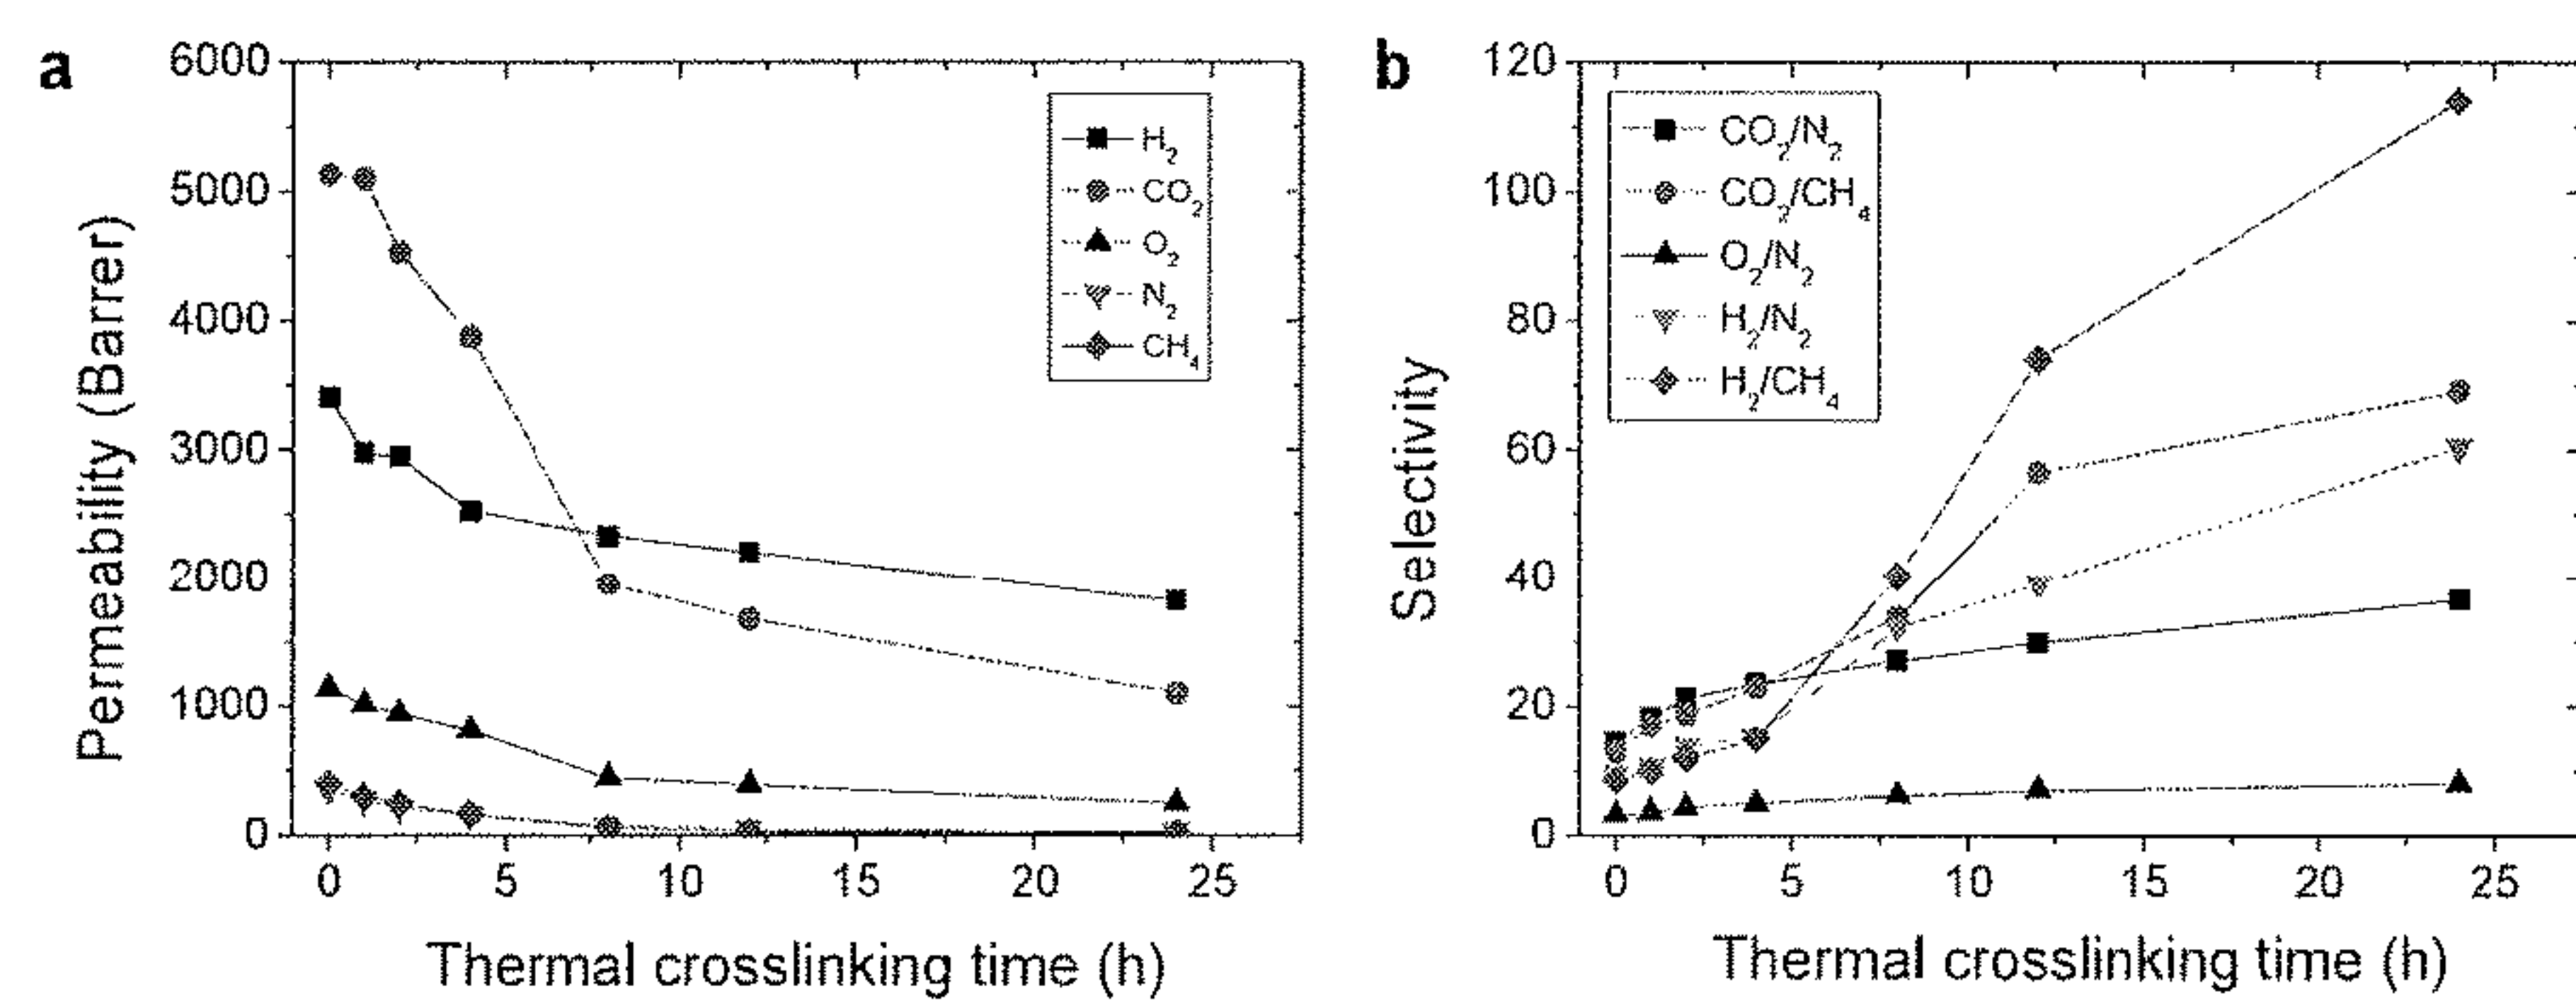 a
6000
5000
4000
3000
2000
1000
0
Permeability (Barrer)
H2
CO2
O2
N2
CH4
0 5 10 15 20 25
Thermal crosslinking time (h)
b
120
100
80
60
40
20
0
Selectivity
CO2/N2
CO2/CH4
O2/N2
H2/N2
H2/CH4
0 5 10 15 20 25
Thermal crosslinking time (h)